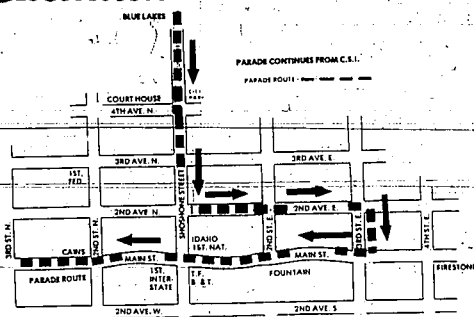 BLUE LAKES
PARADE CONTINUES FROM C.S.I.
PARADE ROUTE
COURT HOUSE
CITY PARK
4TH AVE. N.
3RD AVE. N.
3RD AVE. E.
1ST. FED.
SHOSHONE STREET
2ND AVE. N.
2ND AVE. E.
3RD ST. N.
2ND ST. N.
2ND ST. E.
3RD ST. E.
4TH ST. E.
CAINS
MAIN ST.
IDAHO
1ST. NAT.
MAIN ST.
PARADE ROUTE
1ST.
INTER-
STATE
T.F.
B. & T.
FOUNTAIN
FIRESTONE
2ND AVE. W.
2ND AVE. S